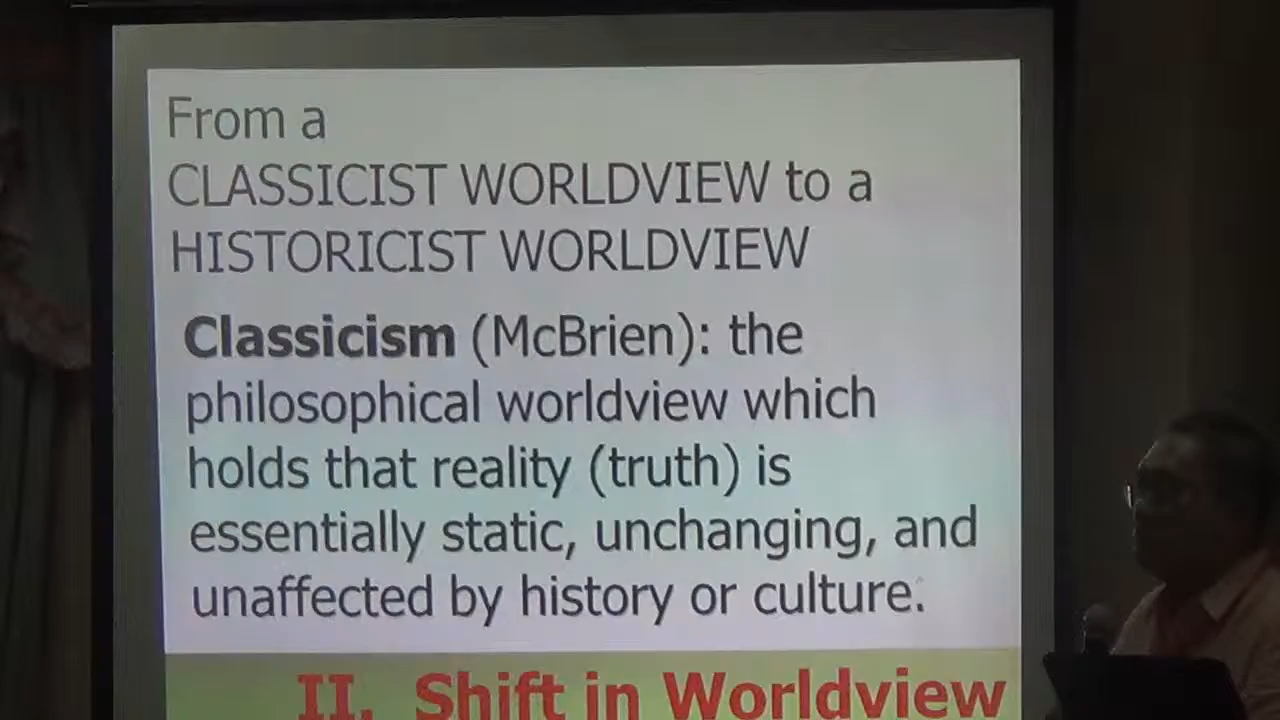 From a
CLASSICIST WORLDVIEW to a
HISTORICIST WORLDVIEW
Classicism (McBrien): the
philosophical worldview which
holds that reality (truth) is
essentially static, unchanging, and
unaffected by history or culture.
II. Shift in Worldview